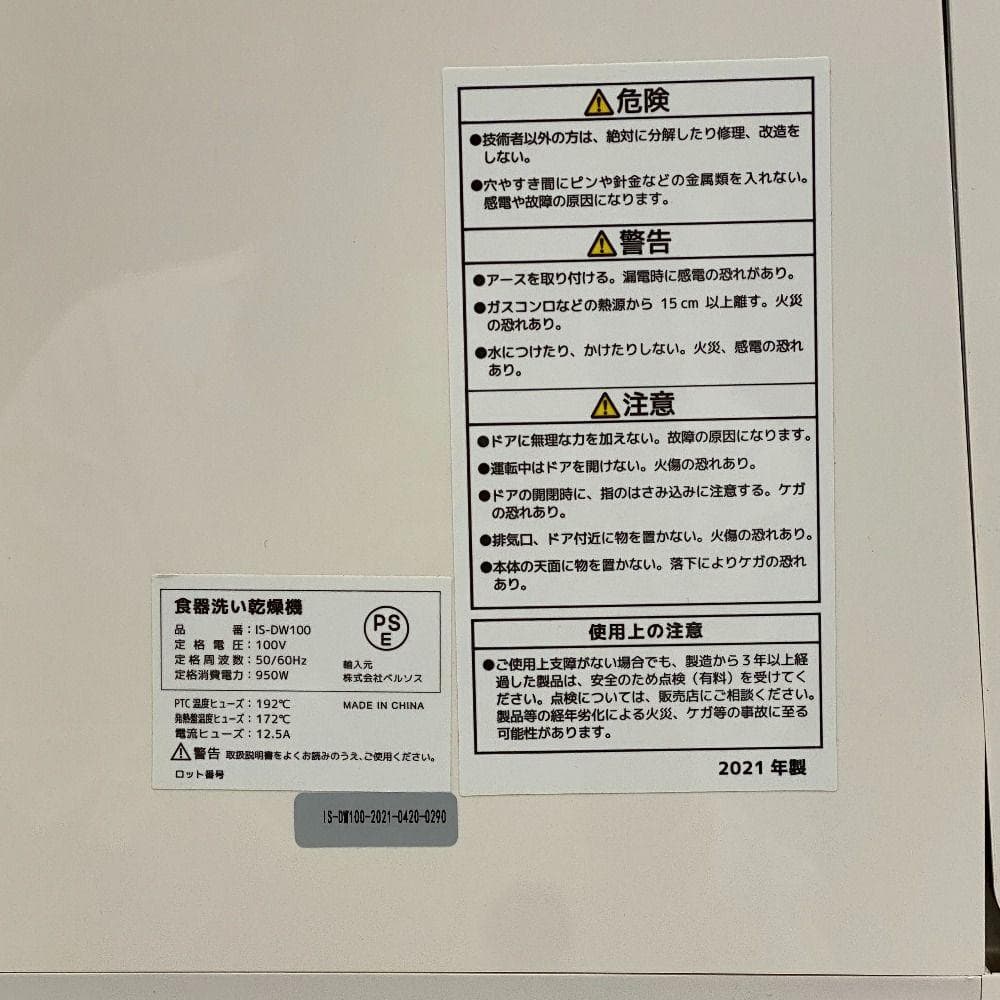 ⚠危険
●技術者以外の方は、絶対に分解したり修理、改造を
しない。
●穴やすき間にピンや針金などの金属類を入れない。
感電や故障の原因になります。
⚠警告
●アースを取り付ける。漏電時に感電の恐れがあり。
●ガスコンロなどの熱源から 15 cm 以上離す。火災
の恐れあり。
●水につけたり、かけたりしない。火災、感電の恐れ
あり。
⚠注意
●ドアに無理な力を加えない。故障の原因になります。
●運転中はドアを開けない。火傷の恐れあり。
●ドアの開閉時に、指のはさみ込みに注意する。ケガ
の恐れあり。
●排気口、ドア付近に物を置かない。火傷の恐れあり。
●本体の天面に物を置かない。落下によりケガの恐れ
あり。
使用上の注意
●ご使用上支障がない場合でも、製造から3年以上経
過した製品は、安全のため点検（有料）を受けてく
ださい。点検については、販売店にご相談ください。
製品等の経年劣化による火災、ケガ等の事故に至る
可能性があります。
2021 年製
食器洗い乾燥機
品番：IS-DW100
定格電圧：100V
定格周波数：50/60Hz
定格消費電力：950W
PS
E
輸入元
株式会社ベルソス
PTC 温度ヒューズ：192℃
発熱盤温度ヒューズ：172℃
電流ヒューズ：12.5A
MADE IN CHINA
⚠警告 取扱説明書をよくお読みのうえ、ご使用ください。
ロット番号
IS-DW100-2021-0420-0290